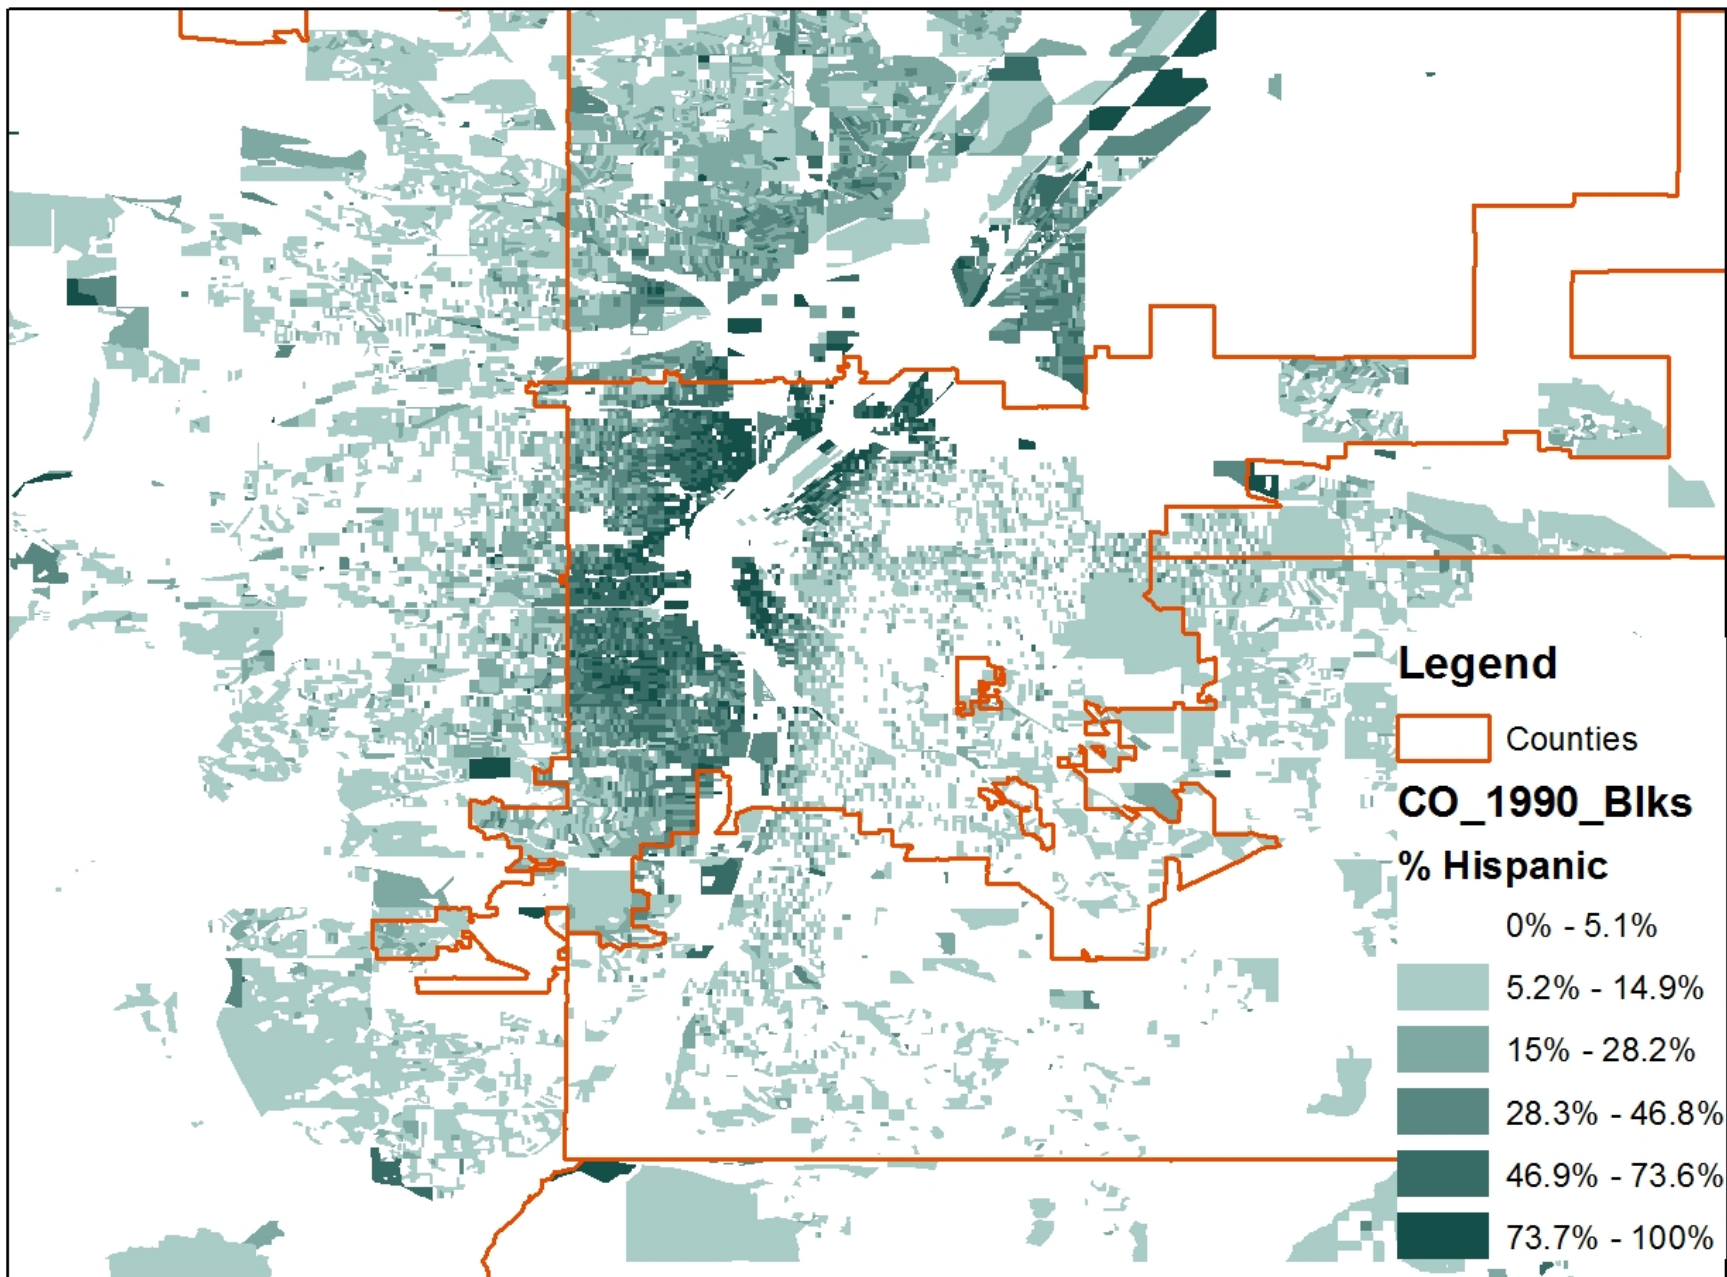 Legend
Counties
CO_1990_Blks
% Hispanic
0% - 5.1%
5.2% - 14.9%
15% - 28.2%
28.3% - 46.8%
46.9% - 73.6%
73.7% - 100%